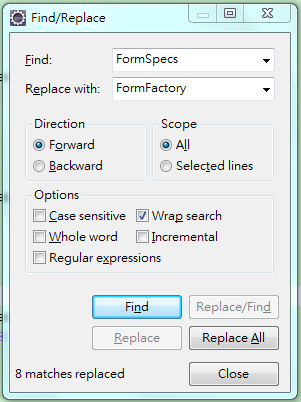 Find/Replace
Find: FormSpecs
Replace with: FormFactory
Direction Scope
Forward All
Backward Selected lines
Options
Case sensitive Wrap search
Whole word Incremental
Regular expressions
Find Replace/Find
Replace Replace All
8 matches replaced Close